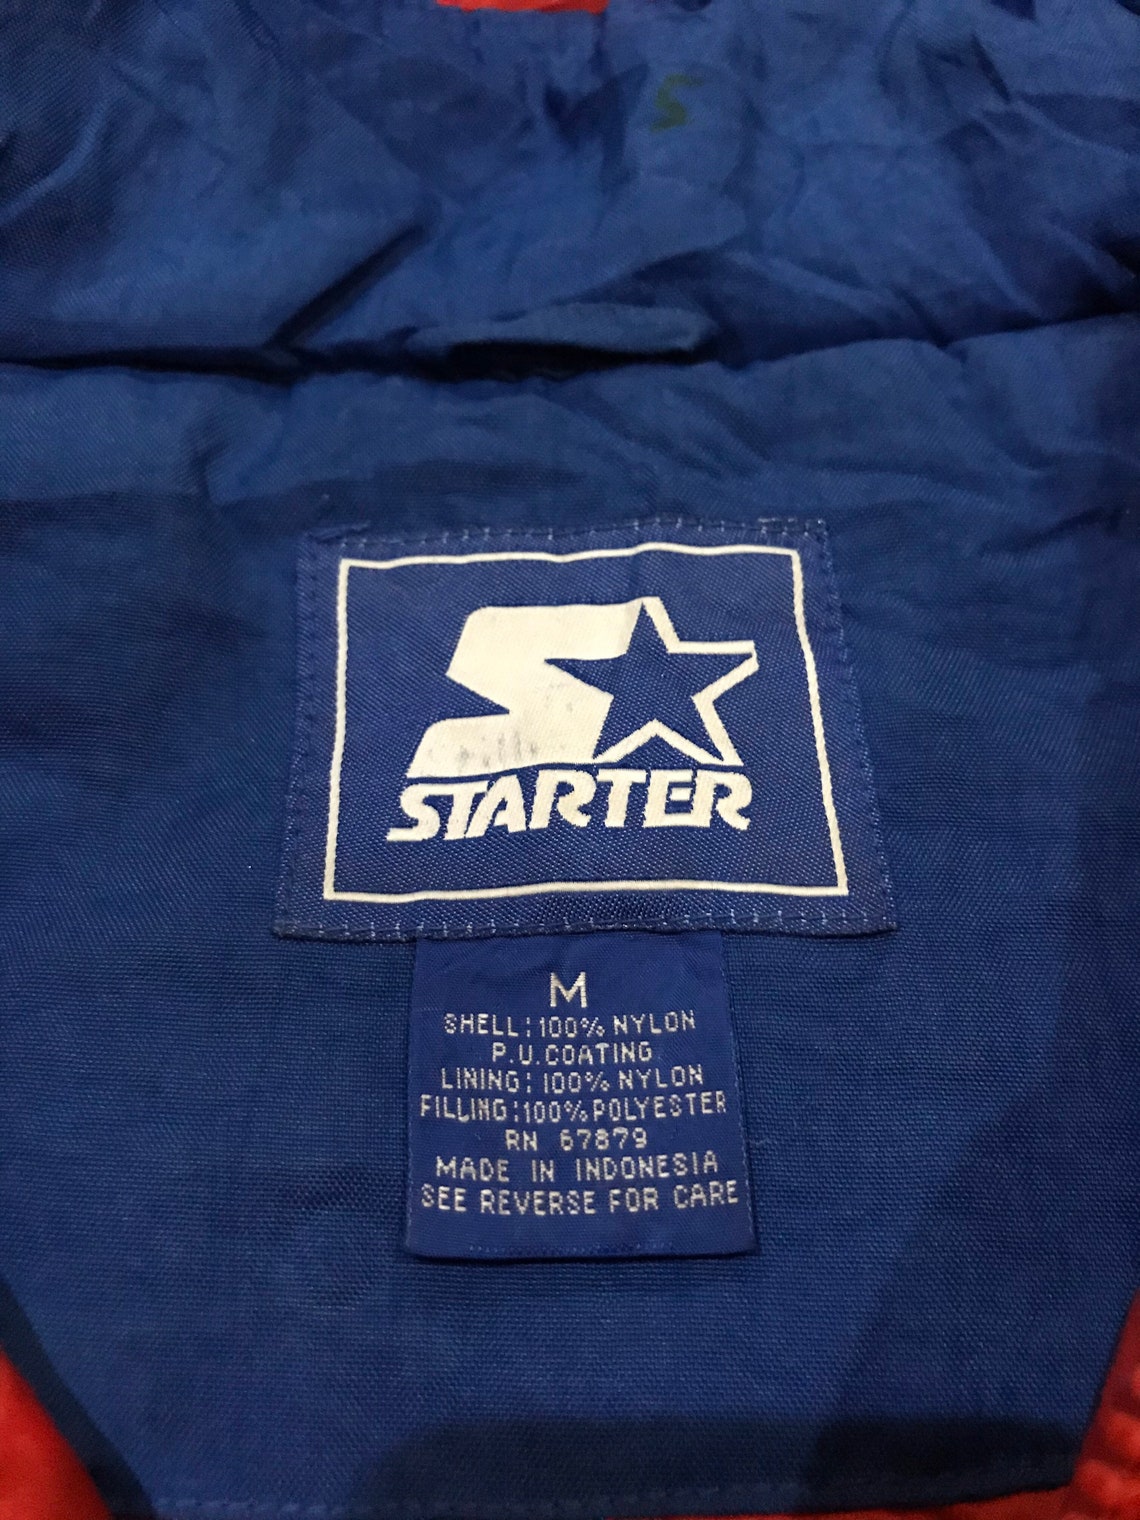 5
STARTER
M
SHELL:100% NYLON
P.U.COATING
LINING:100% NYLON
FILLING:100% POLYESTER
RN 67879
MADE IN INDONESIA
SEE REVERSE FOR CARE